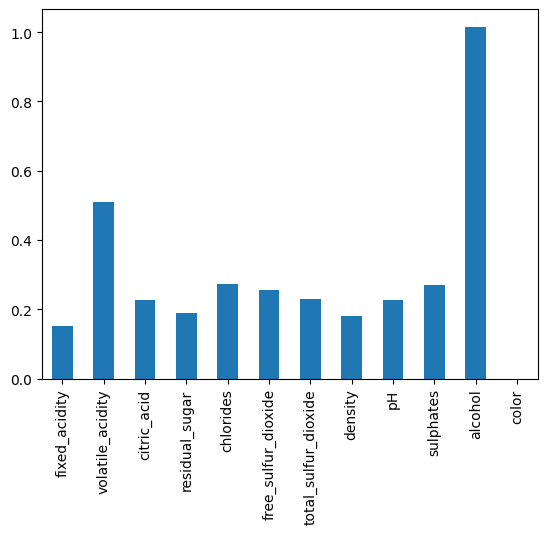 1.0
0.8
0.6
0.4
0.2
0.0
fixed_acidity
volatile_acidity
citric_acid
residual_sugar
chlorides
free_sulfur_dioxide
total_sulfur_dioxide
density
pH
sulphates
alcohol
color